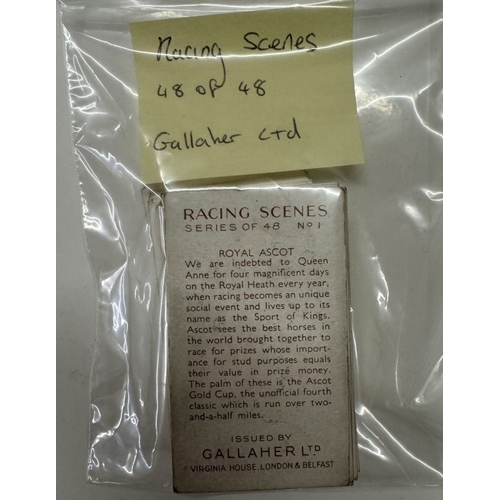 Racing Scenes
48 of 48
Gallaher Ltd
RACING SCENES
SERIES OF 48 No 1
ROYAL ASCOT
We are indebted to Queen
Anne for four magnificent days
on the Royal Heath every year,
when racing becomes an unique
social event and lives up to its
name as the Sport of Kings.
Ascot sees the best horses in
the world brought together to
race for prizes whose import-
ance for stud purposes equals
their value in prize money.
The palm of these is the Ascot
Gold Cup, the unofficial fourth
classic which is run over two-
and-a-half miles.
ISSUED BY
GALLAHER LTD
VIRGINIA HOUSE, LONDON & BELFAST